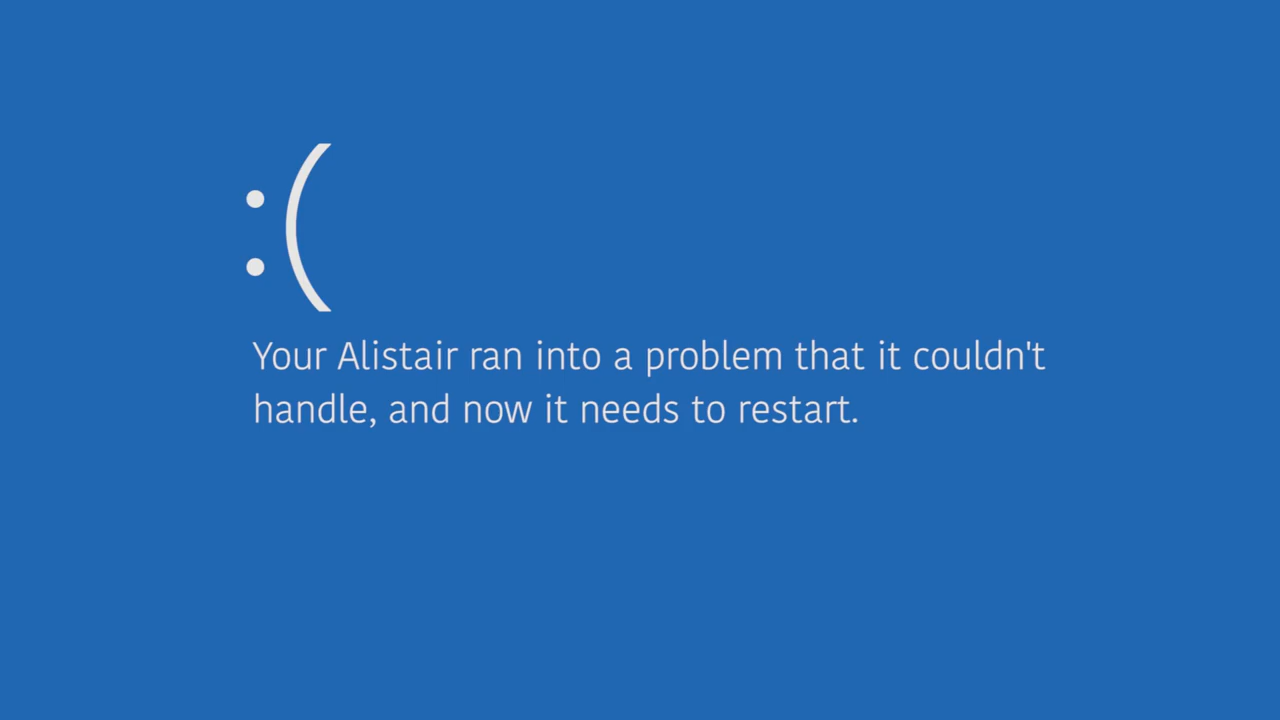 :(
Your Alistair ran into a problem that it couldn't
handle, and now it needs to restart.